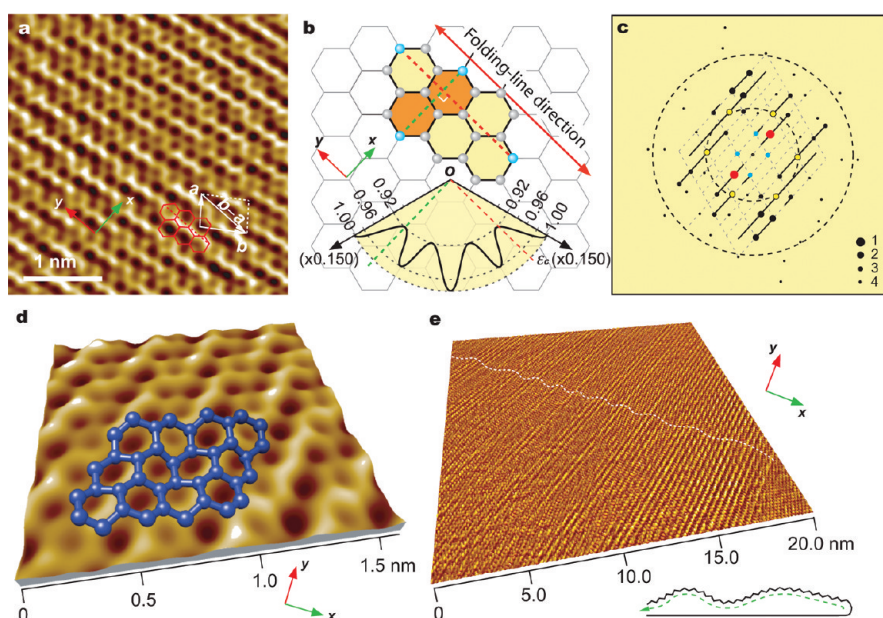 a
y
x
a
b–a
b
1 nm
b
Folding-line direction
y
x
o
0.92
0.96
1.00
0.92
0.96
1.00
(x0.150)
εc(x0.150)
c
1
2
3
4
d
0
0.5
1.0
1.5 nm
y
x
e
y
x
0
5.0
10.0
15.0
20.0 nm